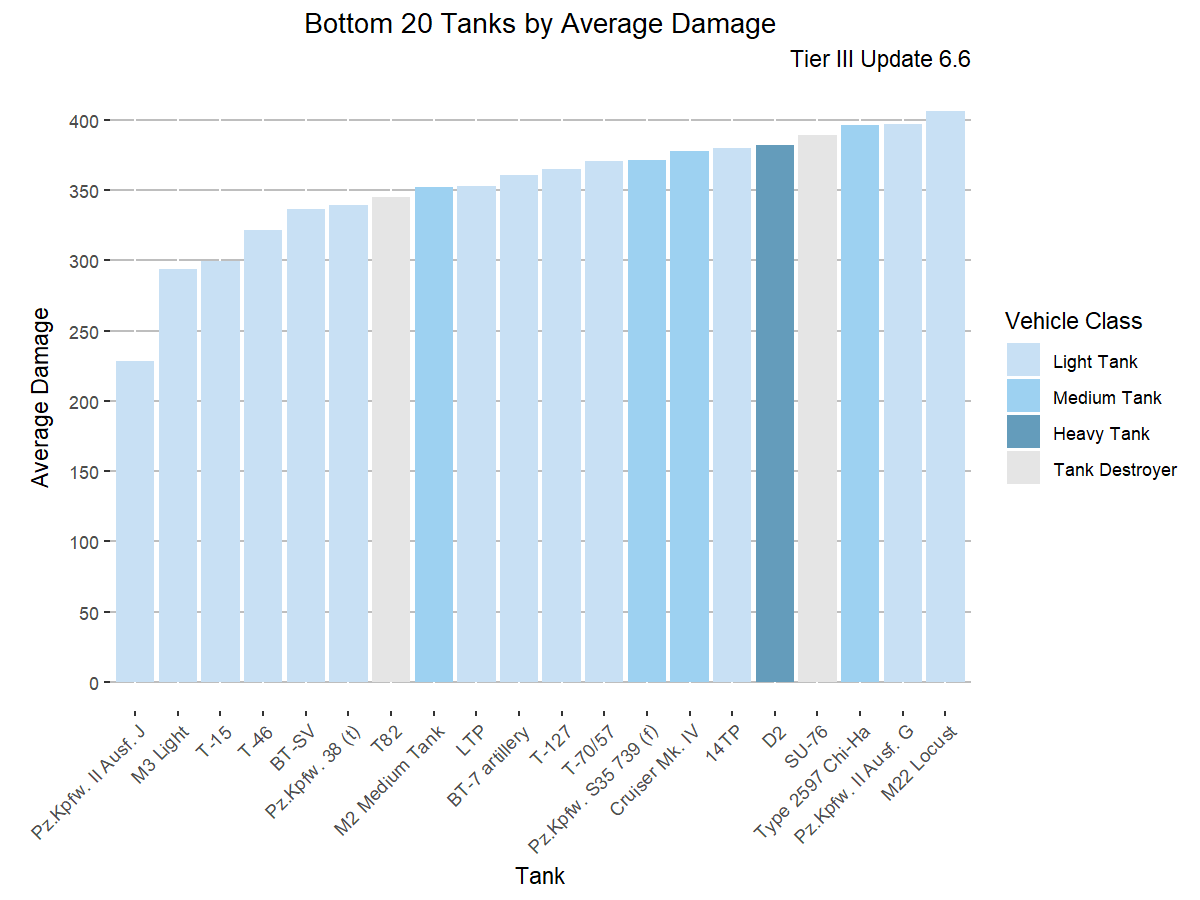 Bottom 20 Tanks by Average Damage
Tier III Update 6.6
Average Damage
400
350
300
250
200
150
100
50
0
Pz.Kpfw. II Ausf. J
M3 Light
T-15
T-46
BT-SV
Pz.Kpfw. 38 (t)
T82
M2 Medium Tank
LTP
BT-7 artillery
T-127
T-70/57
Pz.Kpfw. S35 739 (f)
Cruiser Mk. IV
14TP
D2
SU-76
Type 2597 Chi-Ha
Pz.Kpfw. II Ausf. G
M22 Locust
Tank
Vehicle Class
Light Tank
Medium Tank
Heavy Tank
Tank Destroyer